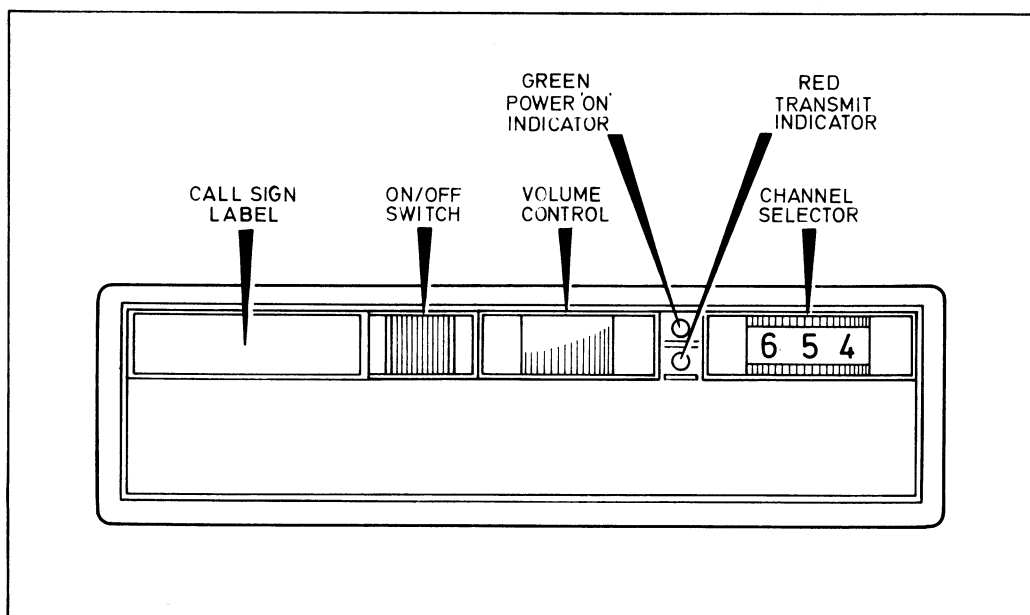 GREEN
POWER 'ON'
INDICATOR
RED
TRANSMIT
INDICATOR
CALL SIGN
LABEL
ON/OFF
SWITCH
VOLUME
CONTROL
CHANNEL
SELECTOR
6 5 4